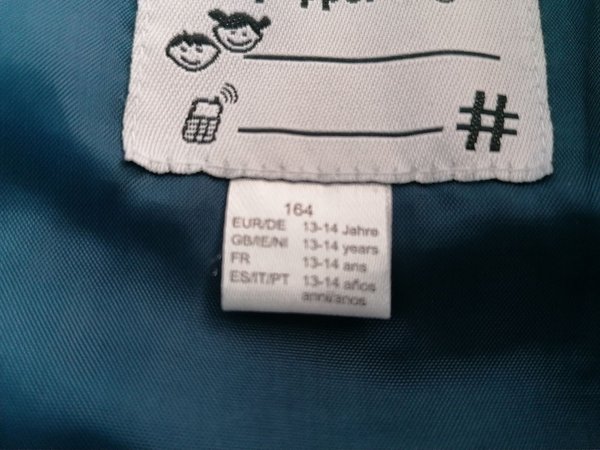 164
EUR/DE 13-14 Jahre
GB/IE/NI 13-14 years
FR 13-14 ans
ES/IT/PT 13-14 años
anni/anos
#